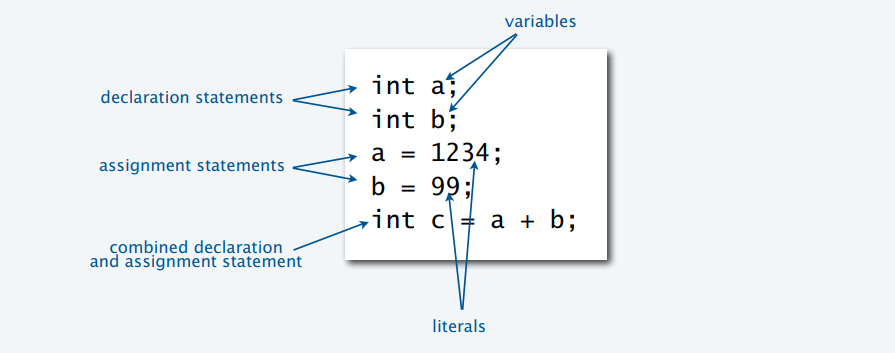 variables
declaration statements
assignment statements
combined declaration
and assignment statement
int a;
int b;
a = 1234;
b = 99;
int c = a + b;
literals